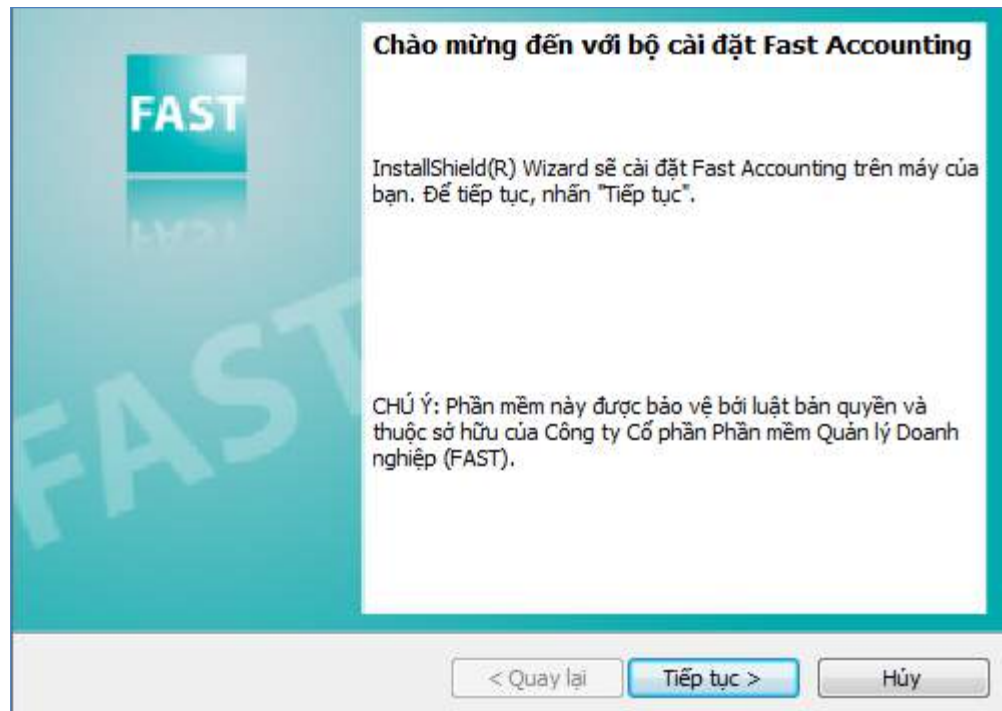 FAST
FAST
Chào mừng đến với bộ cài đặt Fast Accounting
InstallShield(R) Wizard sẽ cài đặt Fast Accounting trên máy của
bạn. Để tiếp tục, nhấn "Tiếp tục".
CHÚ Ý: Phần mềm này được bảo vệ bởi luật bản quyền và
thuộc sở hữu của Công ty Cổ phần Phần mềm Quản lý Doanh
nghiệp (FAST).
< Quay lại
Tiếp tục >
Hủy